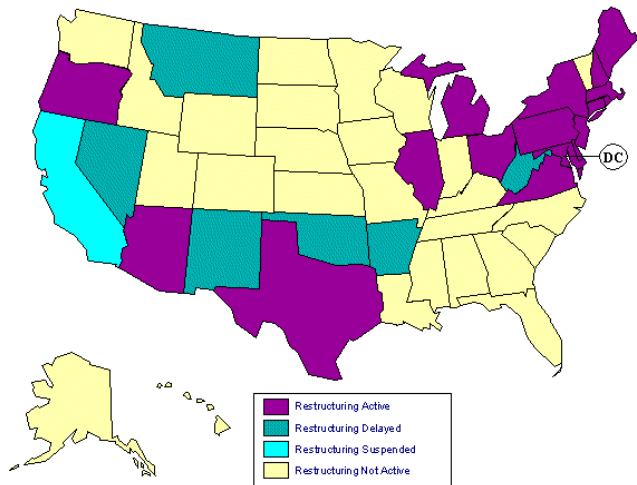 DC
Restructuring Active
Restructuring Delayed
Restructuring Suspended
Restructuring Not Active